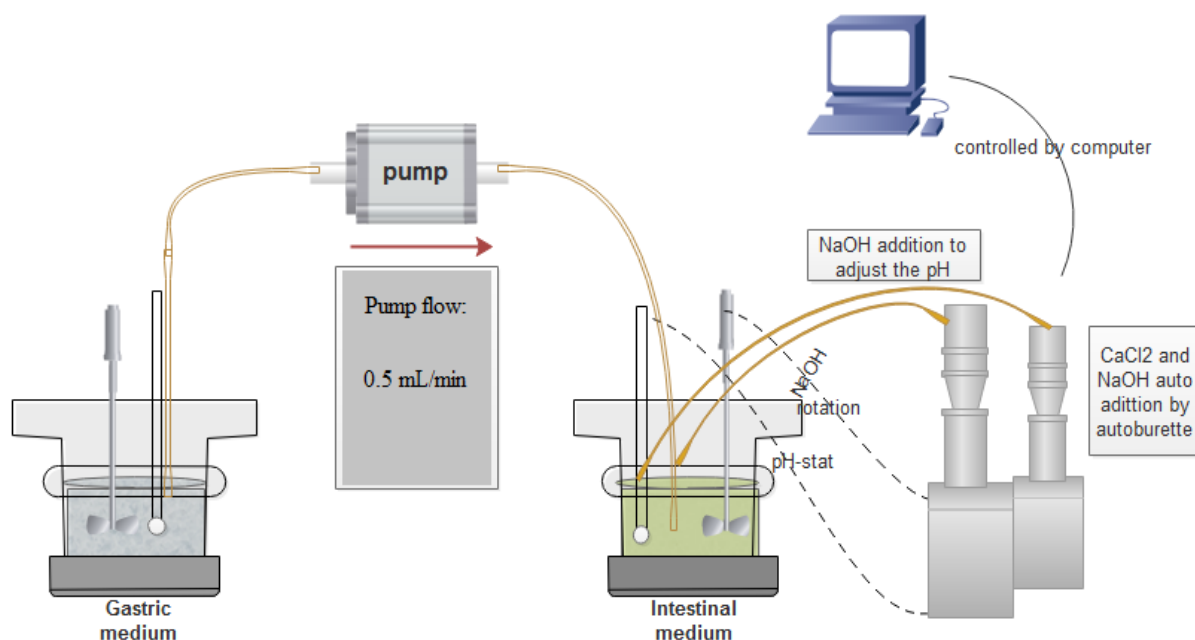 controlled by computer
pump
NaOH addition to
adjust the pH
Pump flow:
0.5 mL/min
CaCl2 and
NaOH auto
adittion by
autoburette
NaOH
rotation
pH-stat
Gastric
medium
Intestinal
medium